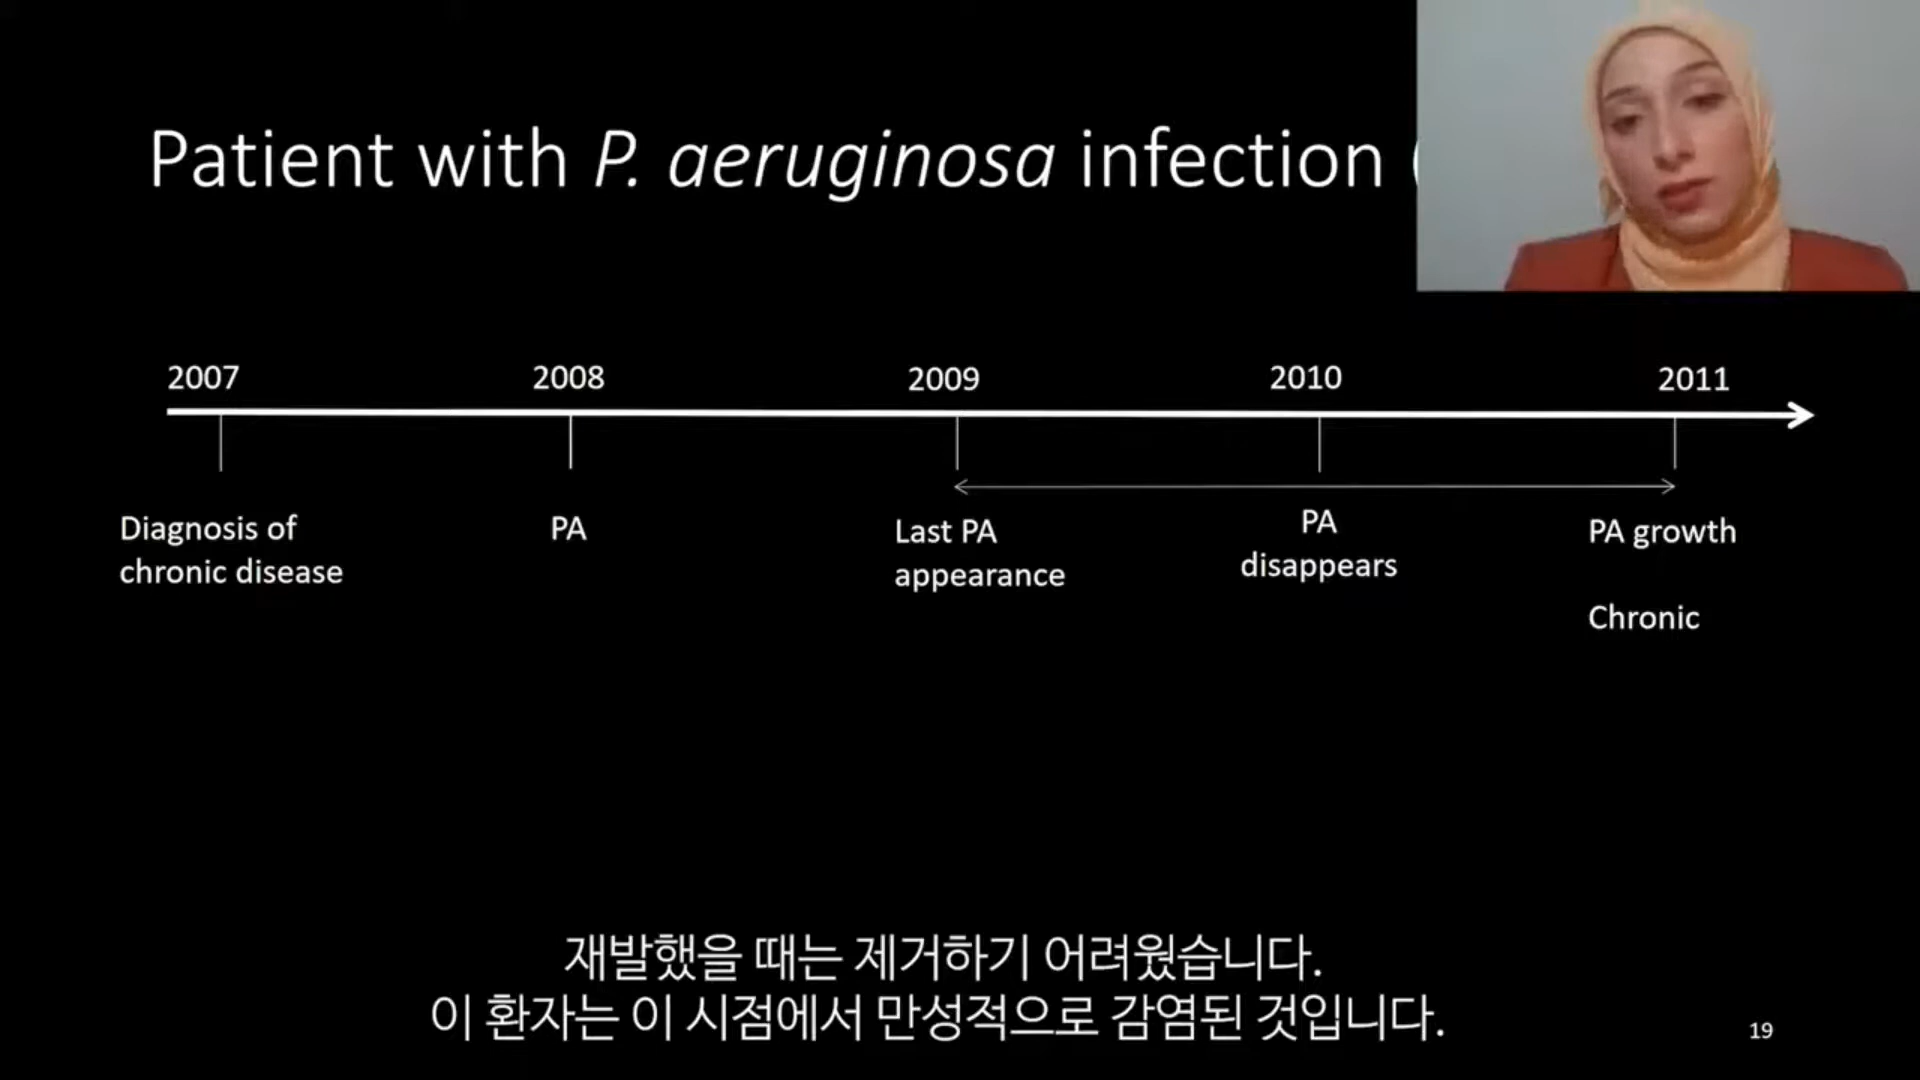 Patient with P. aeruginosa infection (
2007 2008 2009 2010 2011
Diagnosis of
chronic disease
PA
Last PA
appearance
PA
disappears
PA growth
Chronic
재발했을 때는 제거하기 어려웠습니다.
이 환자는 이 시점에서 만성적으로 감염된 것입니다.
19